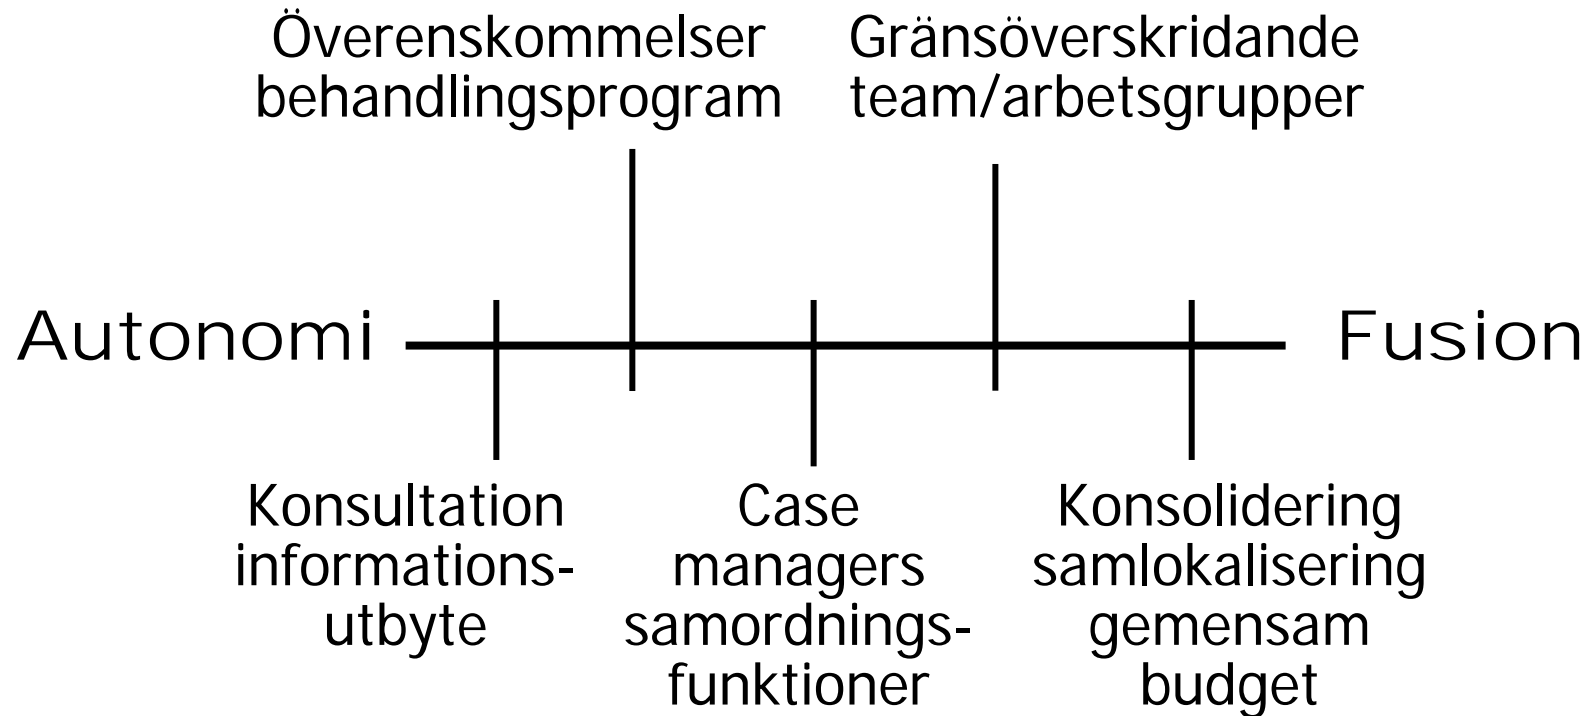 Överenskommelser
behandlingsprogram
Gränsöverskridande
team/arbetsgrupper
Autonomi
Fusion
Konsultation
informations-
utbyte
Case
managers
samordnings-
funktioner
Konsolidering
samlokalisering
gemensam
budget